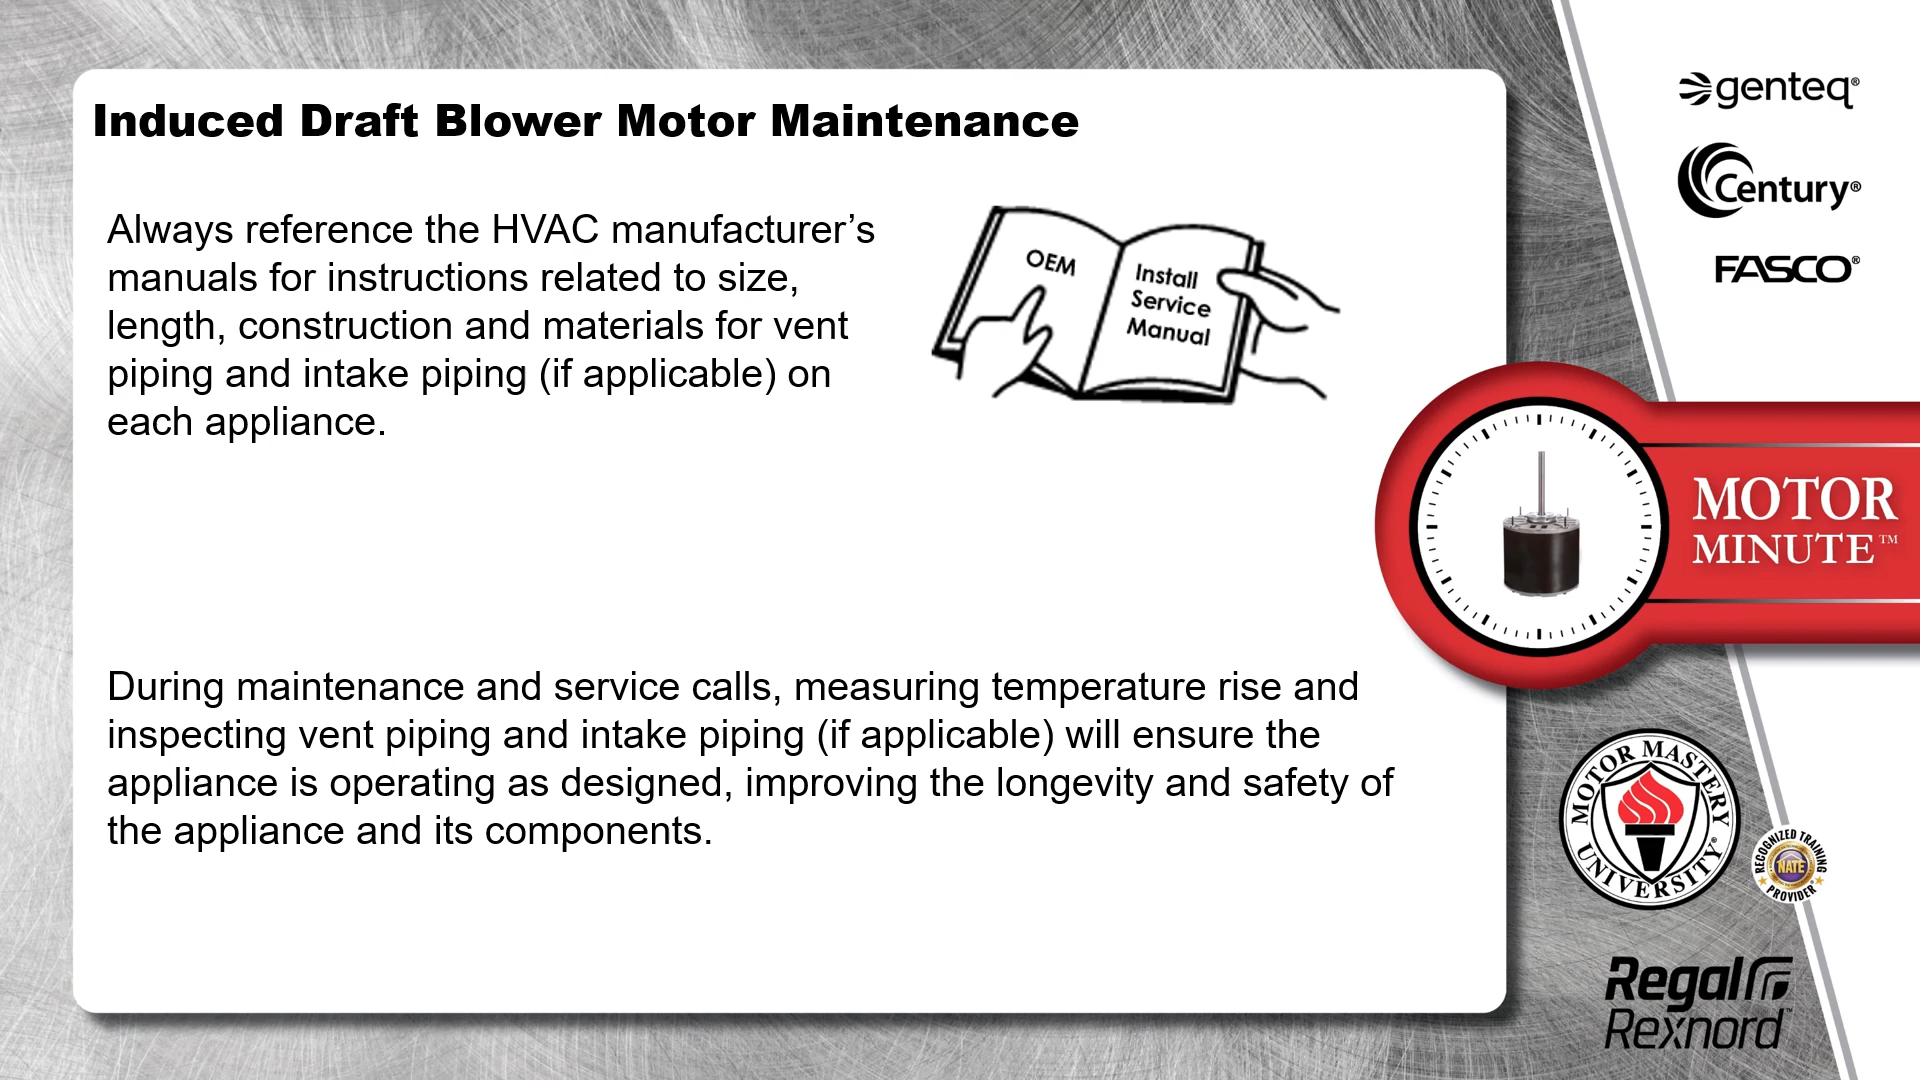 Induced Draft Blower Motor Maintenance
Always reference the HVAC manufacturer’s
manuals for instructions related to size,
length, construction and materials for vent
piping and intake piping (if applicable) on
each appliance.
OEM
Install
Service
Manual
During maintenance and service calls, measuring temperature rise and
inspecting vent piping and intake piping (if applicable) will ensure the
appliance is operating as designed, improving the longevity and safety of
the appliance and its components.
genteq®
Century®
FASCO®
MOTOR
MINUTE™
MOTOR MASTERY
UNIVERSITY®
RECOGNIZED TRAINING
NATE
PROVIDER®
Regal
Rexnord™